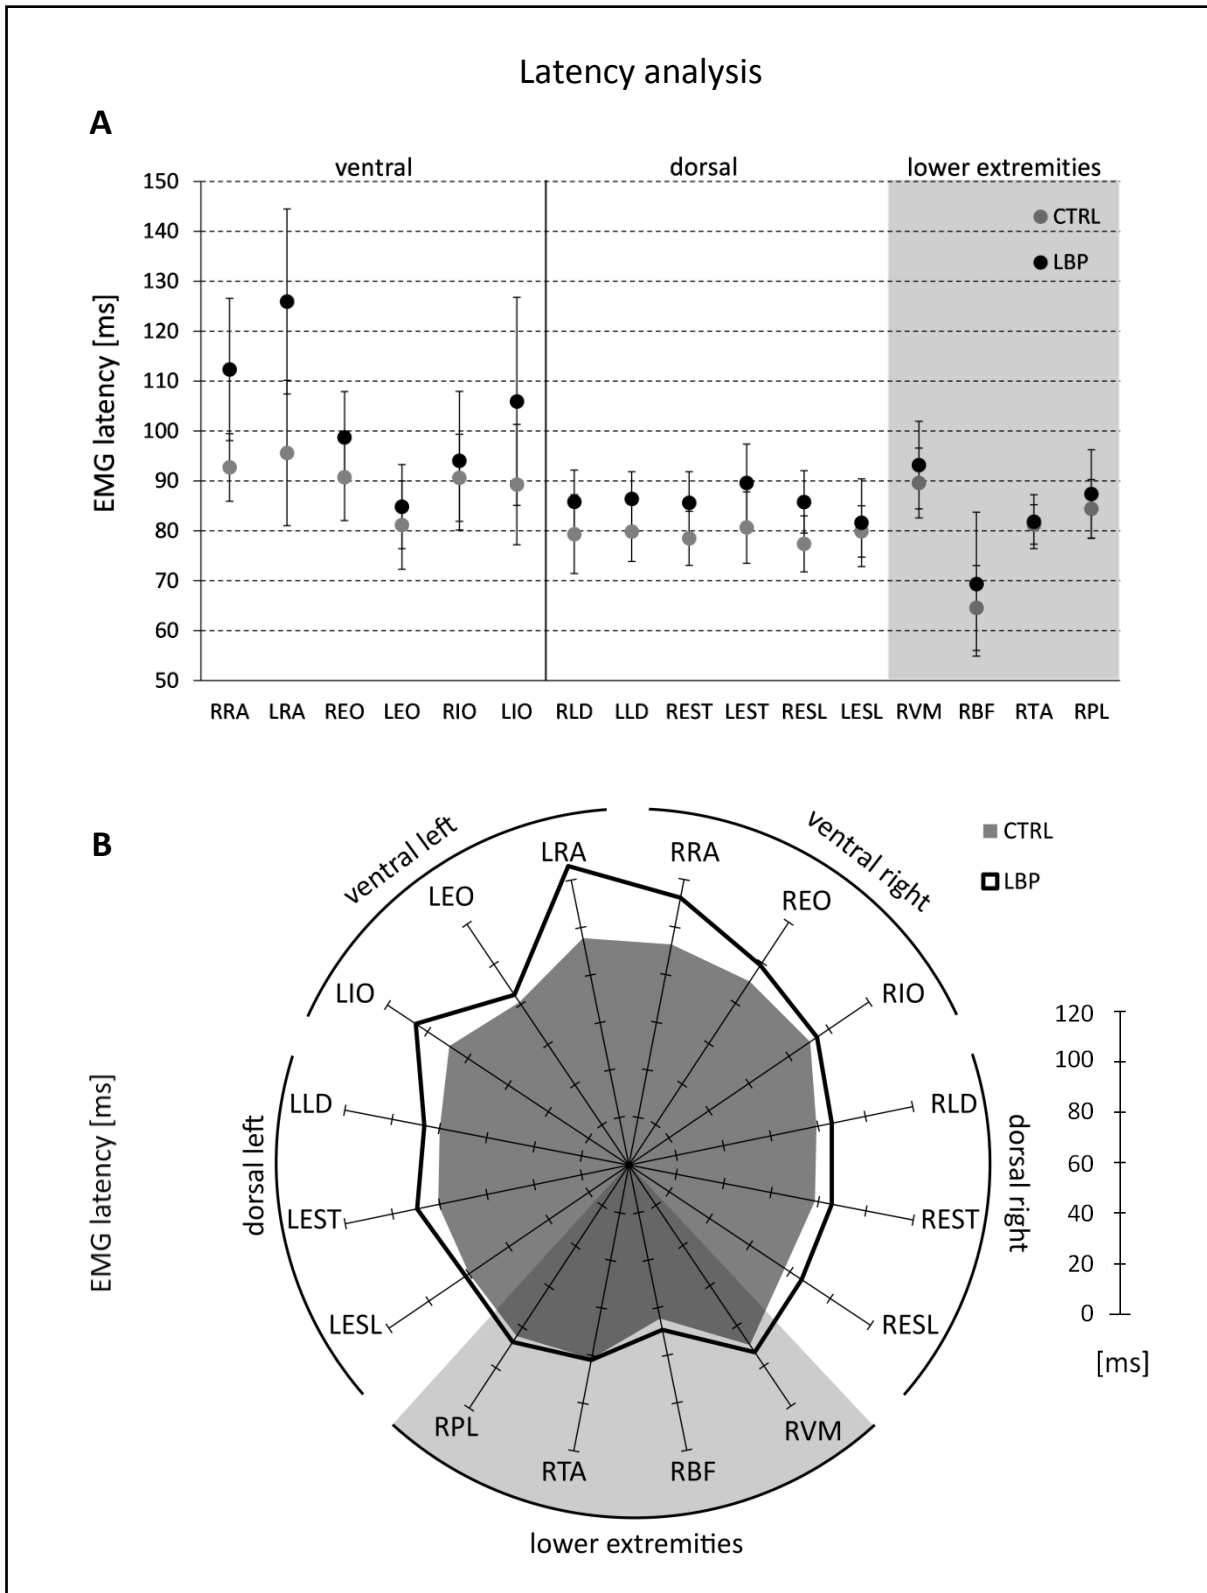 Latency analysis
A
ventral dorsal lower extremities
150
140
130
120
110
100
90
80
70
60
50
EMG latency [ms]
CTRL
LBP
RRA LRA REO LEO RIO LIO RLD LLD REST LEST RESL LESL RVM RBF RTA RPL
B
ventral left
ventral right
CTRL
LBP
LRA RRA
LEO REO
LIO RIO
LLD RLD
LEST REST
LESL RESL
RPL RVM
RTA RBF
dorsal left
dorsal right
EMG latency [ms]
120
100
80
60
40
20
0
[ms]
lower extremities